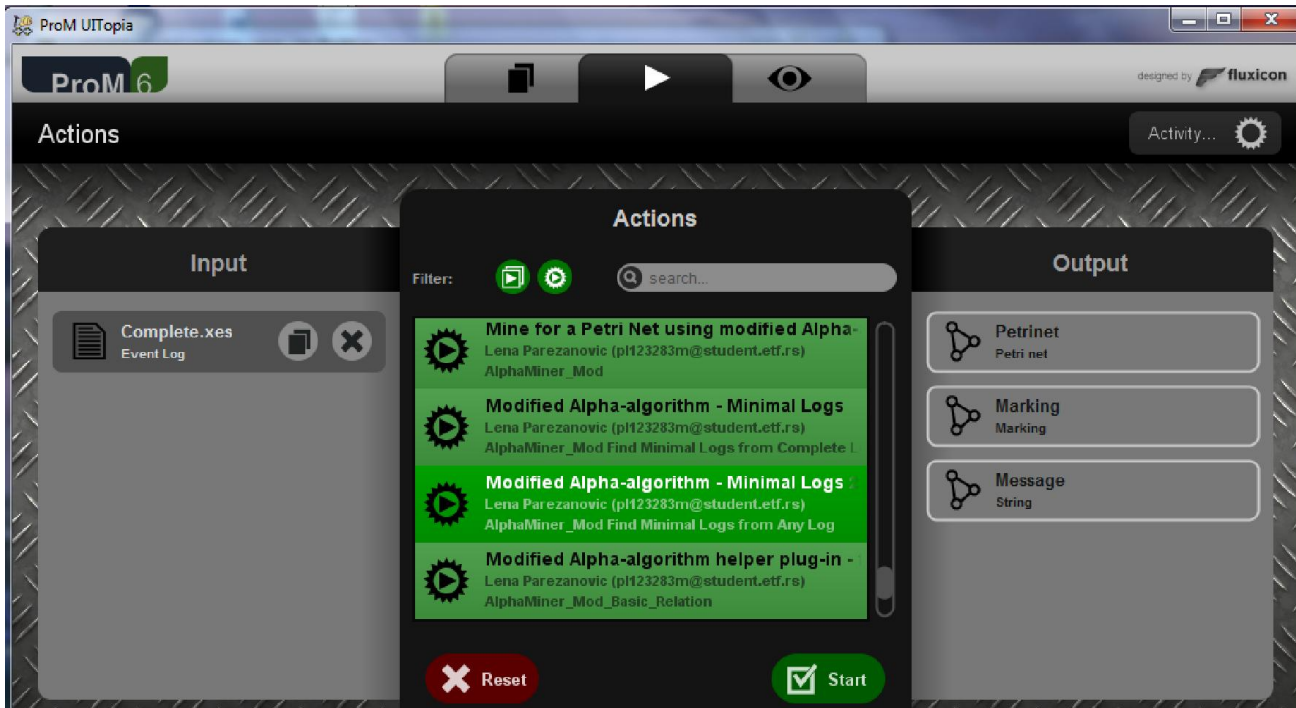 ProM UITopia
ProM 6
designed by fluxicon
Actions
Activity...
Input
Complete.xes
Event Log
Actions
Filter:
search...
Mine for a Petri Net using modified Alpha-
Lena Parezanovic (pl123283m@student.etf.rs)
AlphaMiner_Mod
Modified Alpha-algorithm - Minimal Logs
Lena Parezanovic (pl123283m@student.etf.rs)
AlphaMiner_Mod Find Minimal Logs from Complete L
Modified Alpha-algorithm - Minimal Logs 2
Lena Parezanovic (pl123283m@student.etf.rs)
AlphaMiner_Mod Find Minimal Logs from Any Log
Modified Alpha-algorithm helper plug-in -
Lena Parezanovic (pl123283m@student.etf.rs)
AlphaMiner_Mod_Basic_Relation
Reset
Start
Output
Petrinet
Petri net
Marking
Marking
Message
String